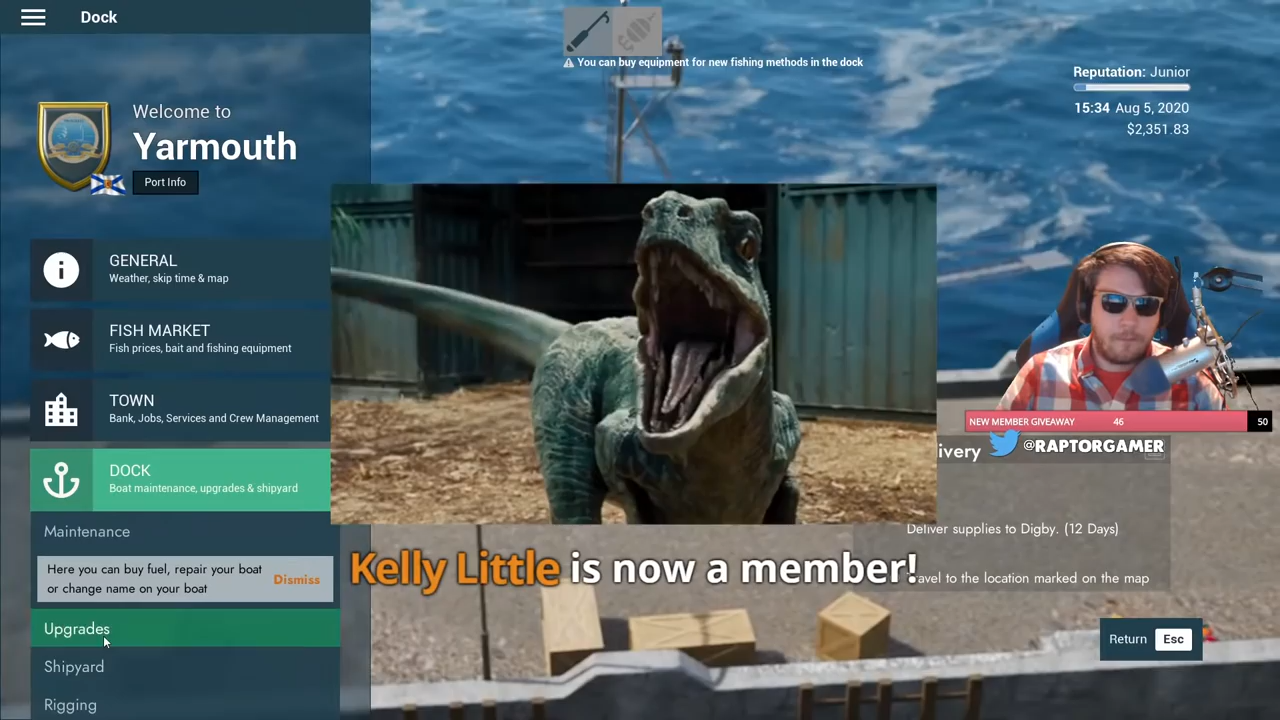 Dock
Welcome to
Yarmouth
Port Info
GENERAL
Weather, skip time & map
FISH MARKET
Fish prices, bait and fishing equipment
TOWN
Bank, Jobs, Services and Crew Management
DOCK
Boat maintenance, upgrades & shipyard
Maintenance
Here you can buy fuel, repair your boat
or change name on your boat
Dismiss
Upgrades
Shipyard
Rigging
You can buy equipment for new fishing methods in the dock
Reputation: Junior
15:34 Aug 5, 2020
$2,351.83
NEW MEMBER GIVEAWAY 46 50
@RAPTORGAMER
ivery
Deliver supplies to Digby. (12 Days)
avel to the location marked on the map
Kelly Little is now a member!
Return Esc